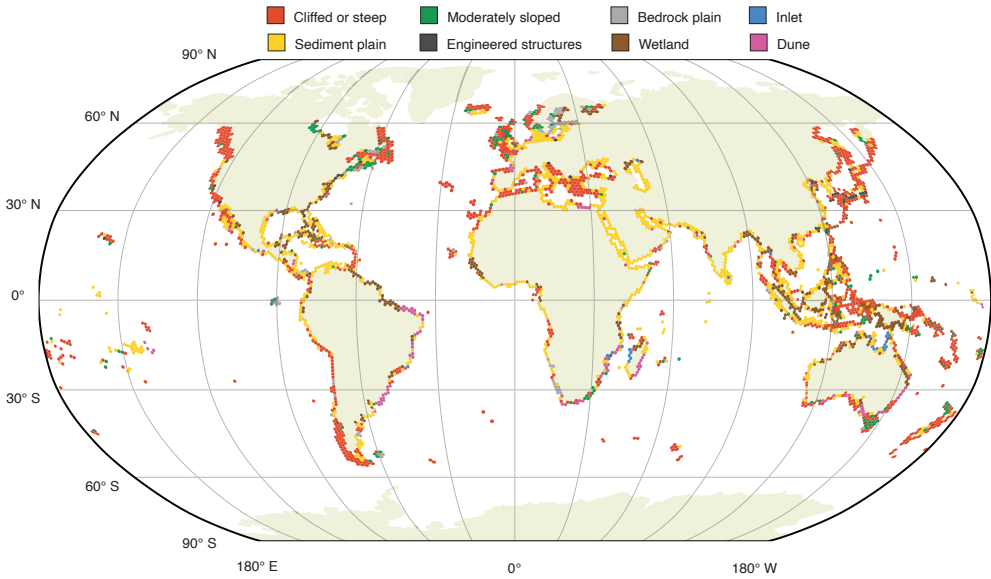 Cliffed or steep Moderately sloped Bedrock plain Inlet
Sediment plain Engineered structures Wetland Dune
90° N
60° N
30° N
0°
30° S
60° S
90° S
180° E 0° 180° W